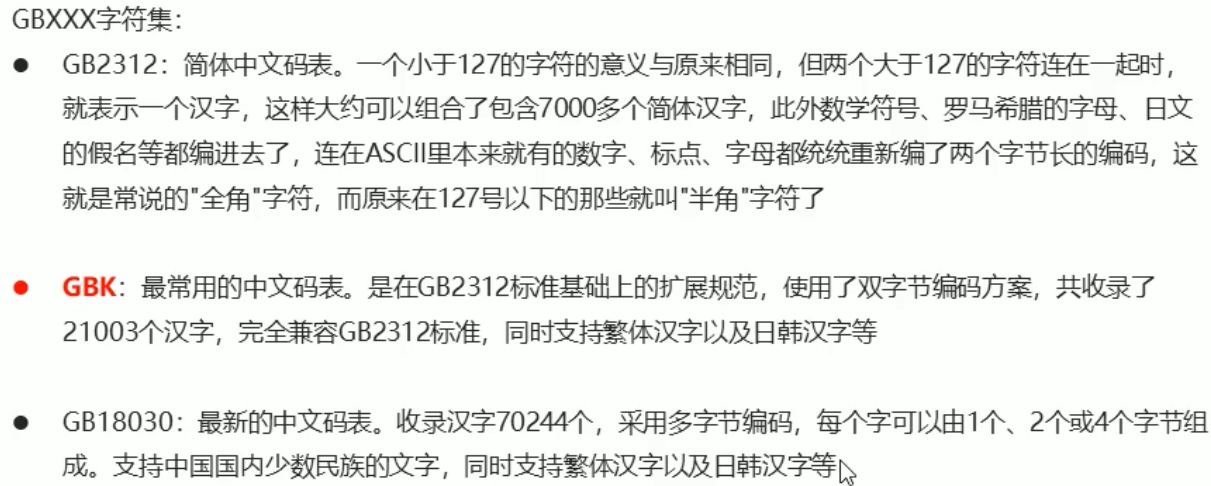 GBXXX字符集：
● GB2312：简体中文码表。一个小于127的字符的意义与原来相同，但两个大于127的字符连在一起时，
就表示一个汉字，这样大约可以组合了包含7000多个简体汉字，此外数学符号、罗马希腊的字母、日文
的假名等都编进去了，连在ASCII里本来就有的数字、标点、字母都统统重新编了两个字节长的编码，这
就是常说的"全角"字符，而原来在127号以下的那些就叫"半角"字符了
● GBK：最常用的中文码表。是在GB2312标准基础上的扩展规范，使用了双字节编码方案，共收录了
21003个汉字，完全兼容GB2312标准，同时支持繁体汉字以及日韩汉字等
● GB18030：最新的中文码表。收录汉字70244个，采用多字节编码，每个字可以由1个、2个或4个字节组
成。支持中国国内少数民族的文字，同时支持繁体汉字以及日韩汉字等